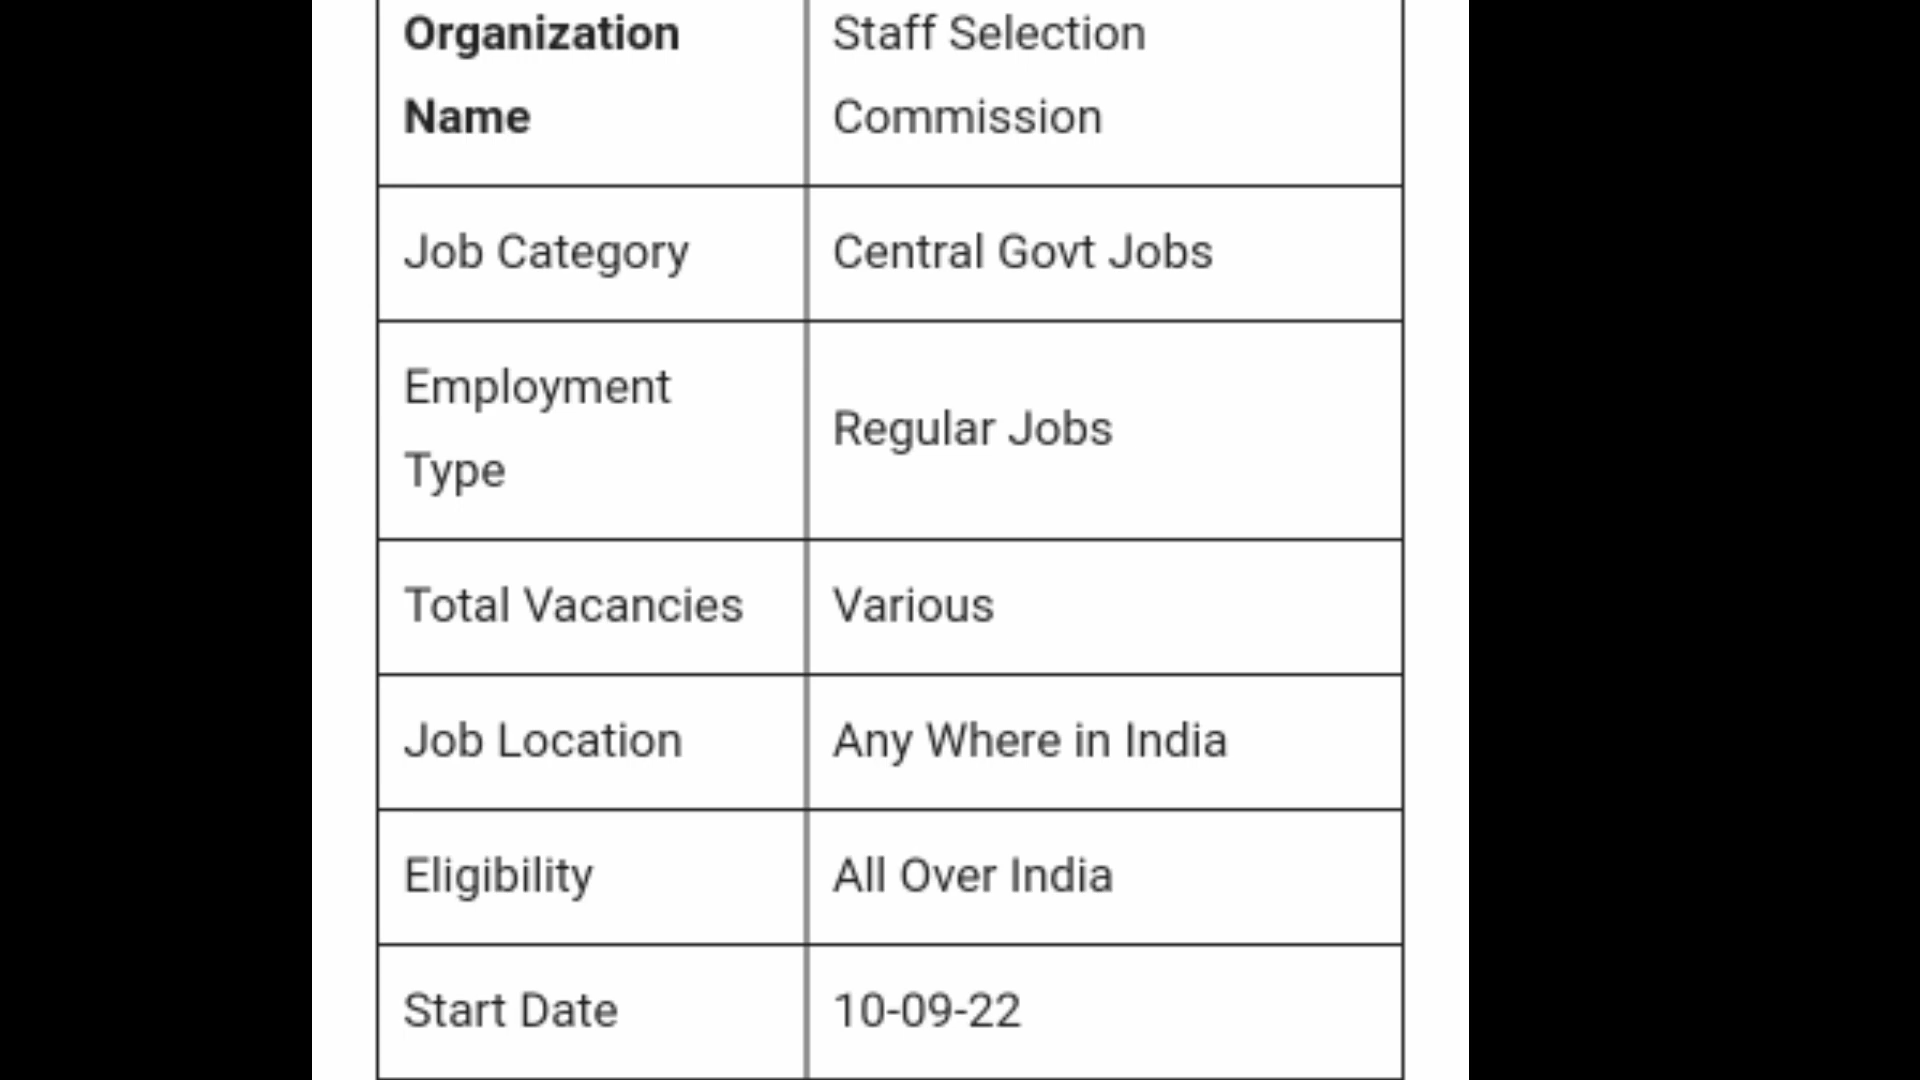 Organization Staff Selection
Name Commission
Job Category Central Govt Jobs
Employment
Type
Regular Jobs
Total Vacancies Various
Job Location Any Where in India
Eligibility All Over India
Start Date 10-09-22